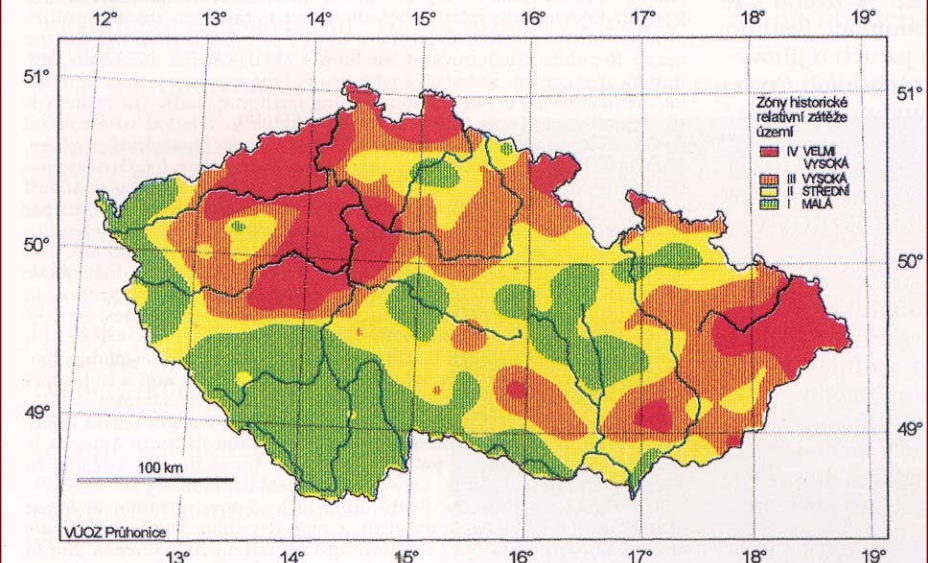 12°
13°
14°
15°
16°
17°
18°
19°
51°
51°
Zóny historické
relativní zátěže
území
IV VELMI
VYSOKÁ
III VYSOKÁ
II STŘEDNÍ
I MALÁ
50°
50°
49°
49°
100 km
VÚOZ Průhonice
13°
14°
15°
16°
17°
18°
19°